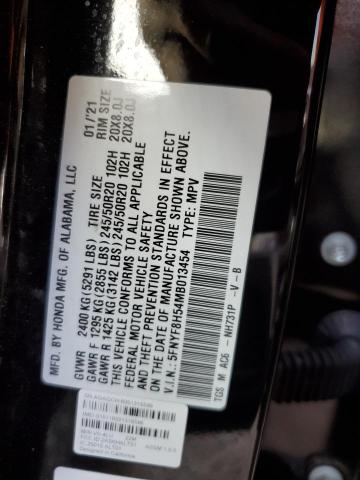 MFD. BY HONDA MFG. OF ALABAMA, LLC 01/'21
GVWR 2400 KG(5291 LBS) TIRE SIZE RIM SIZE
GAWR F 1295 KG(2855 LBS)245/50R20 102H 20X8.0J
GAWR R 1425 KG(3142 LBS)245/50R20 102H 20X8.0J
THIS VEHICLE CONFORMS TO ALL APPLICABLE
FEDERAL MOTOR VEHICLE SAFETY
AND THEFT PREVENTION STANDARDS IN EFFECT
ON THE DATE OF MANUFACTURE SHOWN ABOVE.
V.I.N.: 5FNYF8H54MB013454 TYPE: MPV
TGS M AC6 - NH731P -V - B
Designed in California